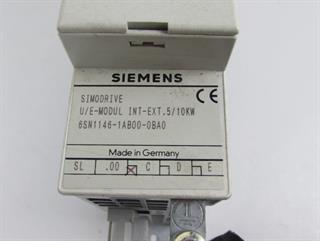 SIEMENS
SIMODRIVE CE
U/E-MODUL INT-EXT.5/10KW
6SN1146-1AB00-0BA0
Made in Germany
SL .00 C D E